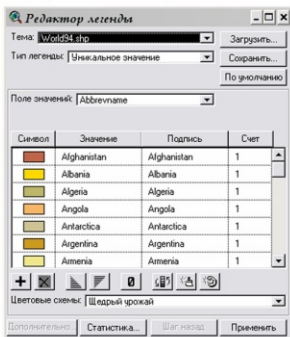 Редактор легенды
Тема: World94.shp Загрузить...
Тип легенды: Уникальное значение Сохранить...
По умолчанию
Поле значений: Abbrevname
Символ Значение Подпись Счет
Afghanistan Afghanistan 1
Albania Albania 1
Algeria Algeria 1
Angola Angola 1
Antarctica Antarctica 1
Argentina Argentina 1
Armenia Armenia 1
Цветовые схемы: Щедрый урожай
Дополнительно... Статистика... Шаг назад Применить